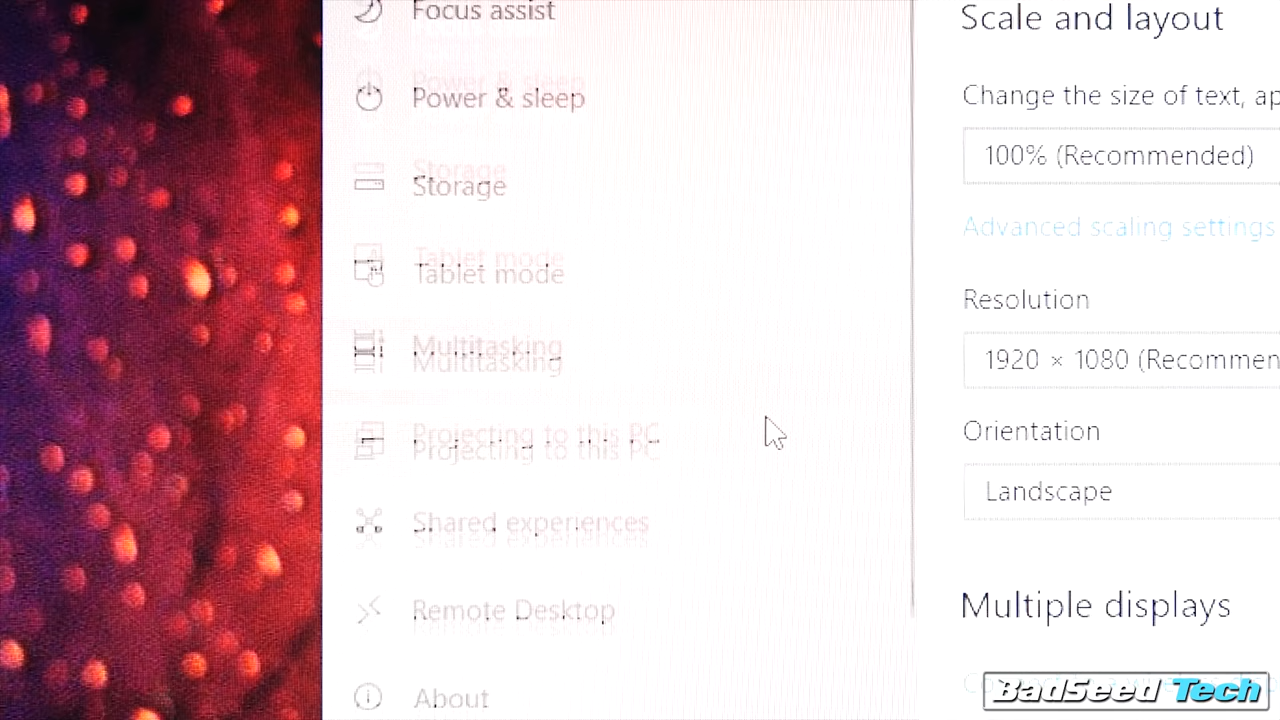 Focus assist
Power & sleep
Storage
Tablet mode
Multitasking
Projecting to this PC
Shared experiences
Remote Desktop
About
Scale and layout
Change the size of text, ap
100% (Recommended)
Advanced scaling settings
Resolution
1920 × 1080 (Recommen
Orientation
Landscape
Multiple displays
BadSeed Tech